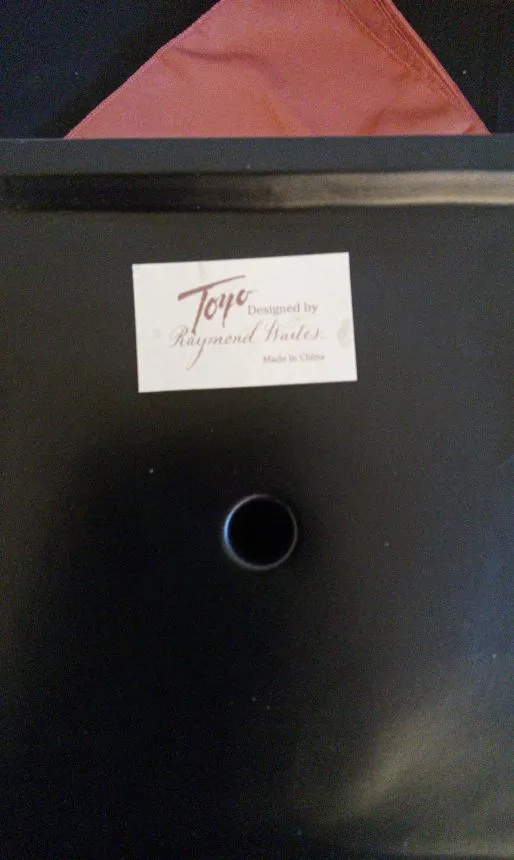 Toyo
Designed by
Raymond Waites.
Made in China